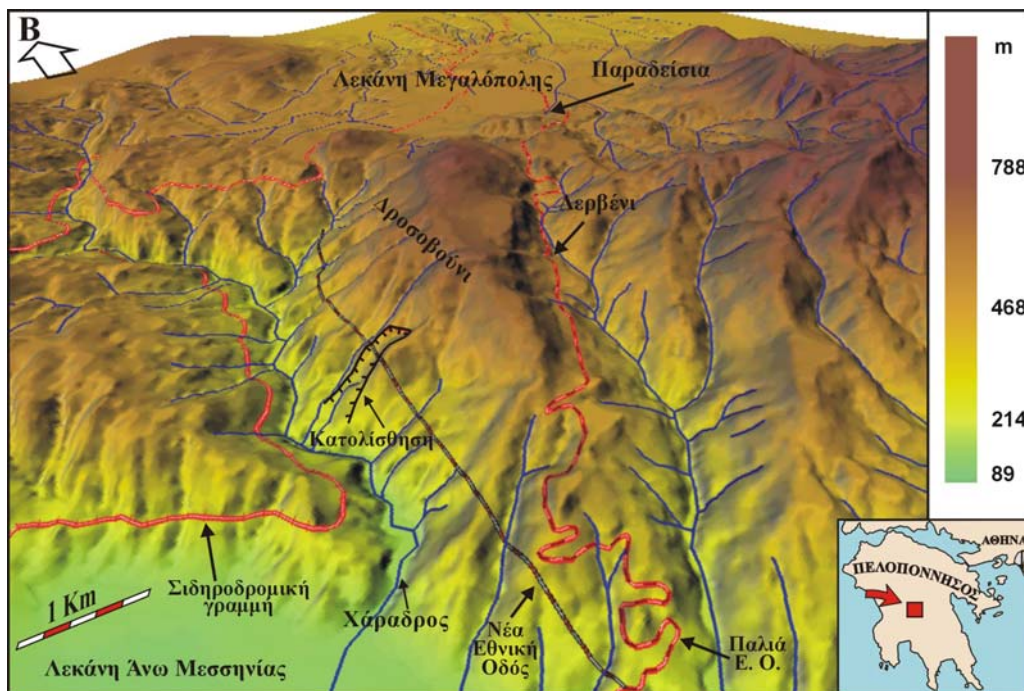 Β
m
Παραδείσια
Λεκάνη Μεγαλόπολης
788
Δερβένι
Δροσοβούνι
468
Κατολίσθηση
214
89
ΑΘΗΝΑ
ΠΕΛΟΠΟΝΝΗΣΟΣ
1 Km
Σιδηροδρομική
γραμμή
Χάραδρος
Νέα
Εθνική
Οδός
Παλιά
Ε. Ο.
Λεκάνη Άνω Μεσσηνίας